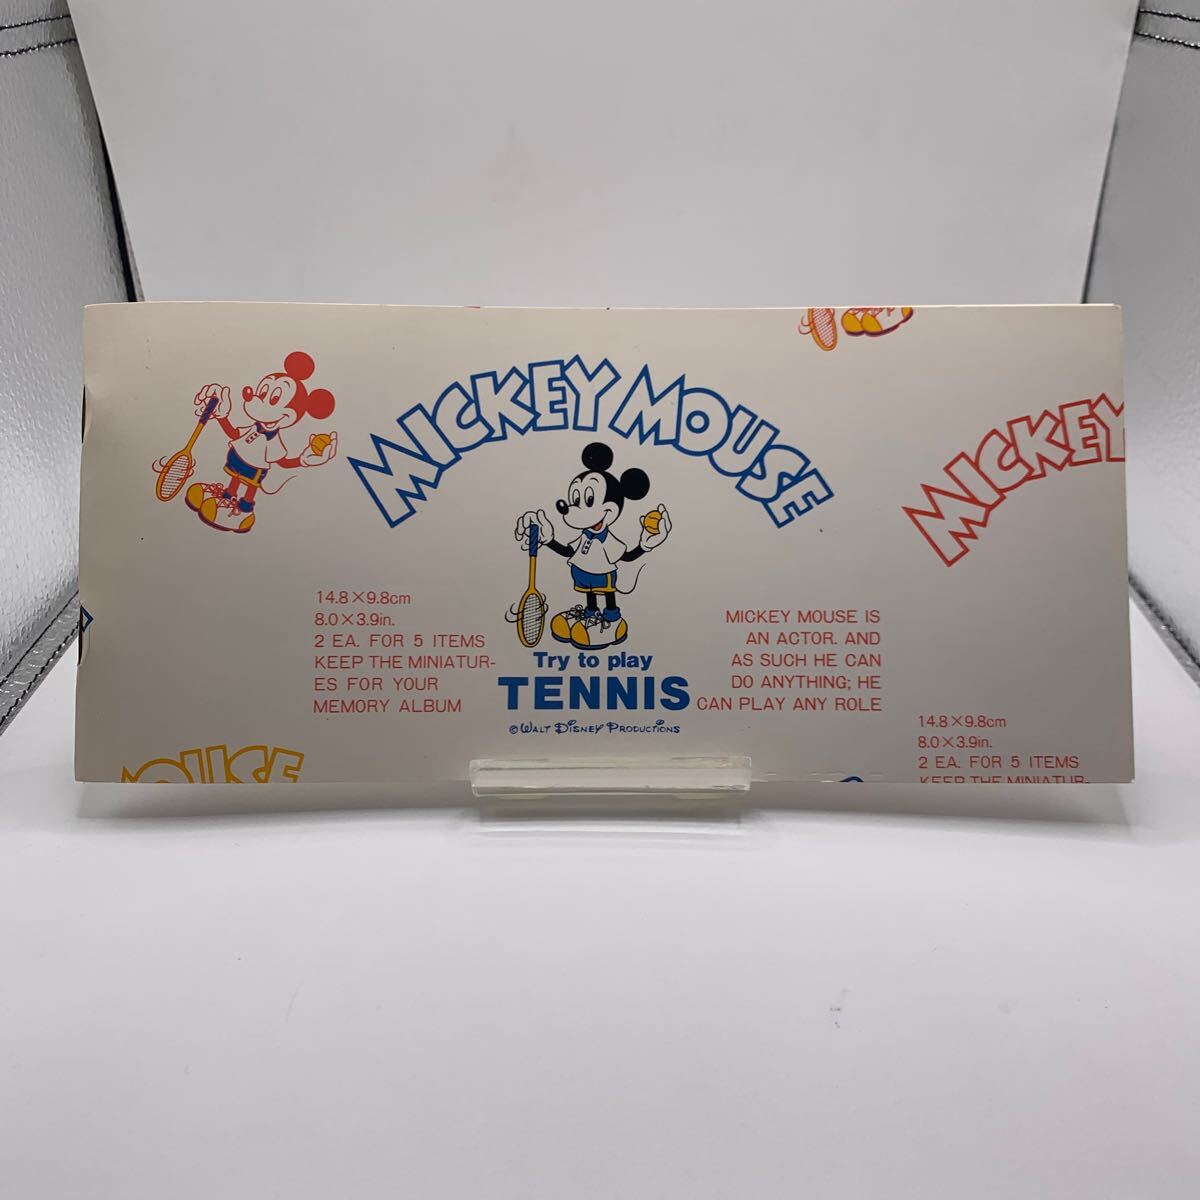 MICKEY MOUSE
MICKEY
14.8×9.8cm
8.0×3.9in.
2 EA. FOR 5 ITEMS
KEEP THE MINIATUR-
ES FOR YOUR
MEMORY ALBUM
Try to play
TENNIS
©WALT DISNEY PRODUCTIONS
MICKEY MOUSE IS
AN ACTOR. AND
AS SUCH HE CAN
DO ANYTHING; HE
CAN PLAY ANY ROLE
14.8×9.8cm
8.0×3.9in.
2 EA. FOR 5 ITEMS
KEEP THE MINIATUR-
OUSE